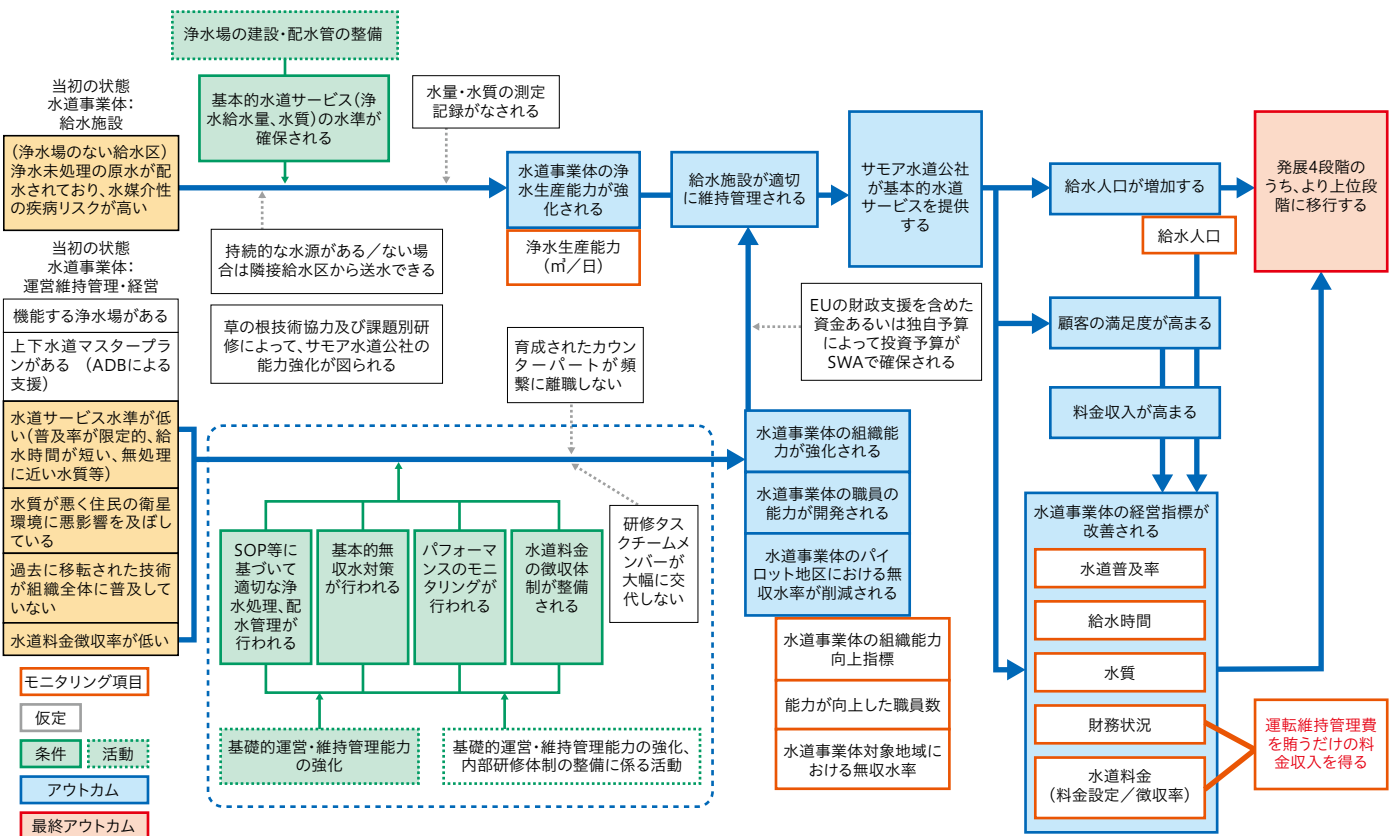 浄水場の建設・配水管の整備
当初の状態
水道事業体：
給水施設
基本的水道サービス（浄
水給水量、水質）の水準が
確保される
水量・水質の測定
記録がなされる
（浄水場のない給水区）
浄水未処理の原水が配
水されており、水媒介性
の疾病リスクが高い
水道事業体の浄
水生産能力が強
化される
浄水生産能力
（㎥／日）
給水施設が適切
に維持管理される
サモア水道公社
が基本的水道
サービスを提供
する
給水人口が増加する
給水人口
発展4段階の
うち、より上位段
階に移行する
持続的な水源がある／ない場
合は隣接給水区から送水できる
草の根技術協力及び課題別研
修によって、サモア水道公社の
能力強化が図られる
育成されたカウン
ターパートが頻
繁に離職しない
EUの財政支援を含めた
資金あるいは独自予算
によって投資予算が
SWAで確保される
顧客の満足度が高まる
料金収入が高まる
当初の状態
水道事業体：
運営維持管理・経営
機能する浄水場がある
上下水道マスタープラ
ンがある （ADBによる
支援）
水道サービス水準が低
い（普及率が限定的、給
水時間が短い、無処理
に近い水質等）
水質が悪く住民の衛星
環境に悪影響を及ぼし
ている
過去に移転された技術
が組織全体に普及して
いない
水道料金徴収率が低い
SOP等に
基づいて
適切な浄
水処理、配
水管理が
行われる
基本的無
収水対策
が行われる
パフォーマ
ンスのモニ
タリングが
行われる
水道料金
の徴収体
制が整備
される
研修タス
クチームメ
ンバーが
大幅に交
代しない
基礎的運営・維持管理能力
の強化
基礎的運営・維持管理能力の強化、
内部研修体制の整備に係る活動
水道事業体の組織能
力が強化される
水道事業体の職員の
能力が開発される
水道事業体のパイ
ロット地区における無
収水率が削減される
水道事業体の組織能力
向上指標
能力が向上した職員数
水道事業体対象地域に
おける無収水率
水道事業体の経営指標が
改善される
水道普及率
給水時間
水質
財務状況
水道料金
（料金設定／徴収率）
運転維持管理費
を賄うだけの料
金収入を得る
モニタリング項目
仮定
条件
活動
アウトカム
最終アウトカム